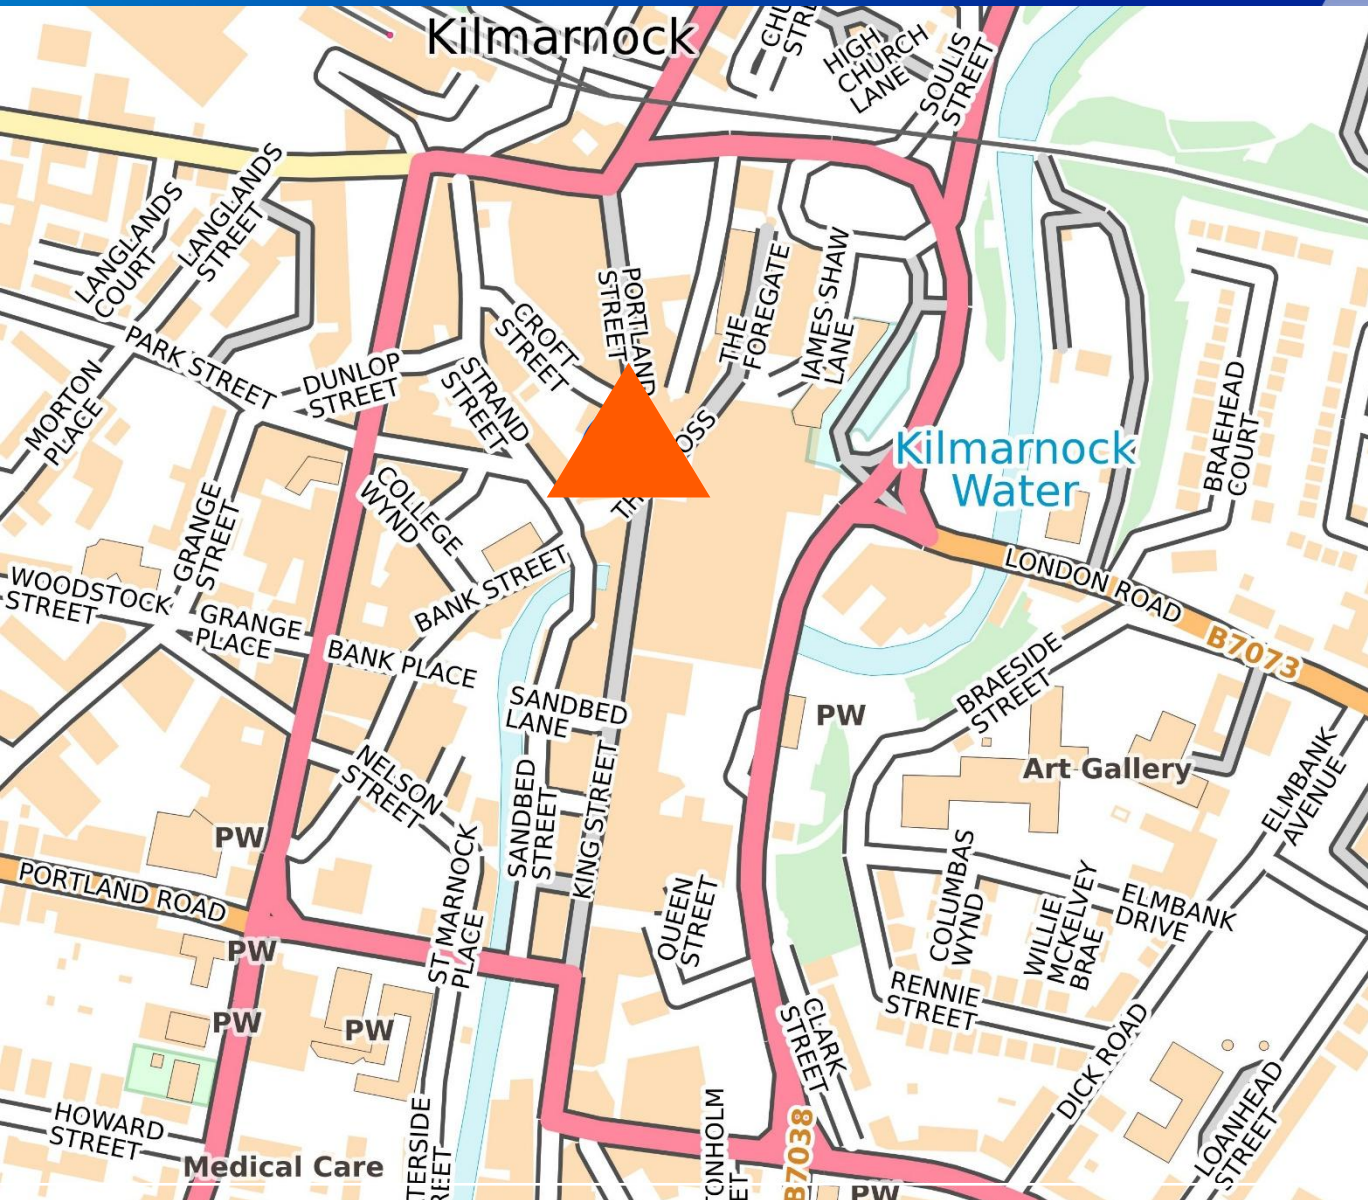 Kilmarnock
HIGH
CHURCH
LANE
SOULIS
STREET
LANGLANDS
COURT
LANGLANDS
STREET
PARK STREET
MORTON
PLACE
DUNLOP
STREET
CROFT
STREET
STRAND
STREET
PORTLAND
STREET
THE
FOREGATE
JAMES SHAW
LANE
Kilmarnock
Water
BRAEHEAD
COURT
COLLEGE
WYND
GRANGE
STREET
BANK STREET
WOODSTOCK
STREET
GRANGE
PLACE
BANK PLACE
LONDON ROAD
B7073
BRAESIDE
STREET
SANDBED
LANE
PW
Art Gallery
NELSON
STREET
SANDBED
STREET
KING STREET
ELMBANK
AVENUE
PW
PORTLAND ROAD
ST MARNOCK
PLACE
QUEEN
STREET
COLUMBAS
WYND
WILLIE
MCKELVEY
BRAE
ELMBANK
DRIVE
PW
RENNIE
STREET
PW
PW
CLARK
STREET
DICK ROAD
HOWARD
STREET
LOANHEAD
STREET
B7038
Medical Care
PW